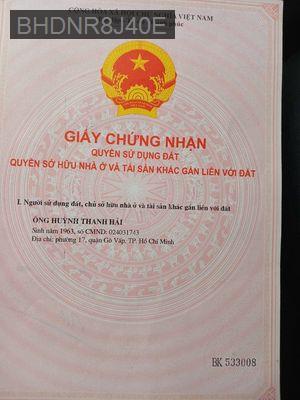 CỘNG HÒA XÃ HỘI CHỦ NGHĨA VIỆT NAM
BHDNR8J40E
GIẤY CHỨNG NHẬN
QUYỀN SỬ DỤNG ĐẤT
QUYỀN SỞ HỮU NHÀ Ở VÀ TÀI SẢN KHÁC GẮN LIỀN VỚI ĐẤT
I. Người sử dụng đất, chủ sở hữu nhà ở và tài sản khác gắn liền với đất
ÔNG HUỲNH THANH HẢI
Sinh năm 1963, số CMND: 024031743
Địa chỉ: phường 17, quận Gò Vấp, TP. Hồ Chí Minh
BK 533008